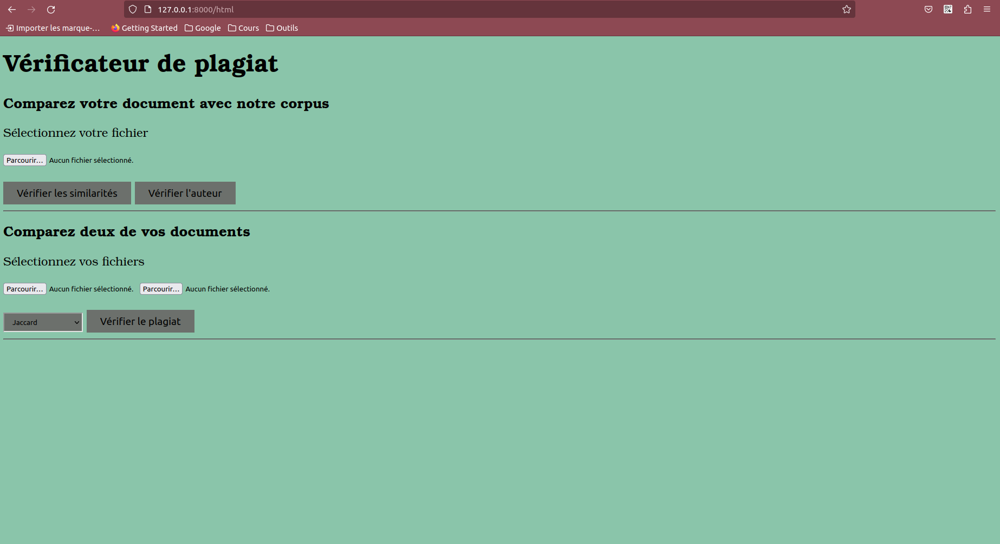 127.0.0.1:8000/html
Importer les marque-… Getting Started Google Cours Outils
Vérificateur de plagiat
Comparez votre document avec notre corpus
Sélectionnez votre fichier
Parcourir… Aucun fichier sélectionné.
Vérifier les similarités Vérifier l'auteur
Comparez deux de vos documents
Sélectionnez vos fichiers
Parcourir… Aucun fichier sélectionné. Parcourir… Aucun fichier sélectionné.
Jaccard Vérifier le plagiat